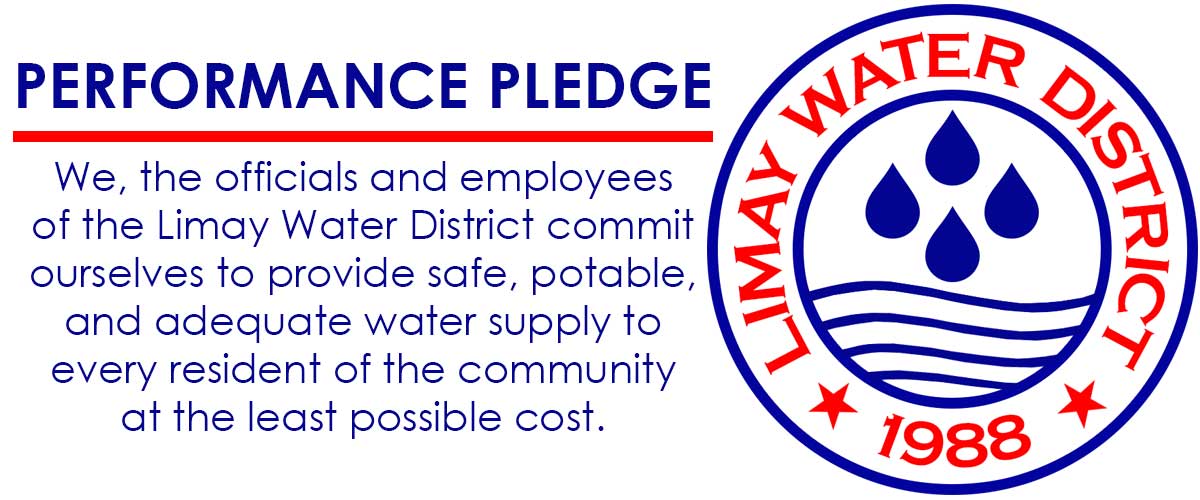 PERFORMANCE PLEDGE
We, the officials and employees
of the Limay Water District commit
ourselves to provide safe, potable,
and adequate water supply to
every resident of the community
at the least possible cost.
LIMAY WATER DISTRICT
1988